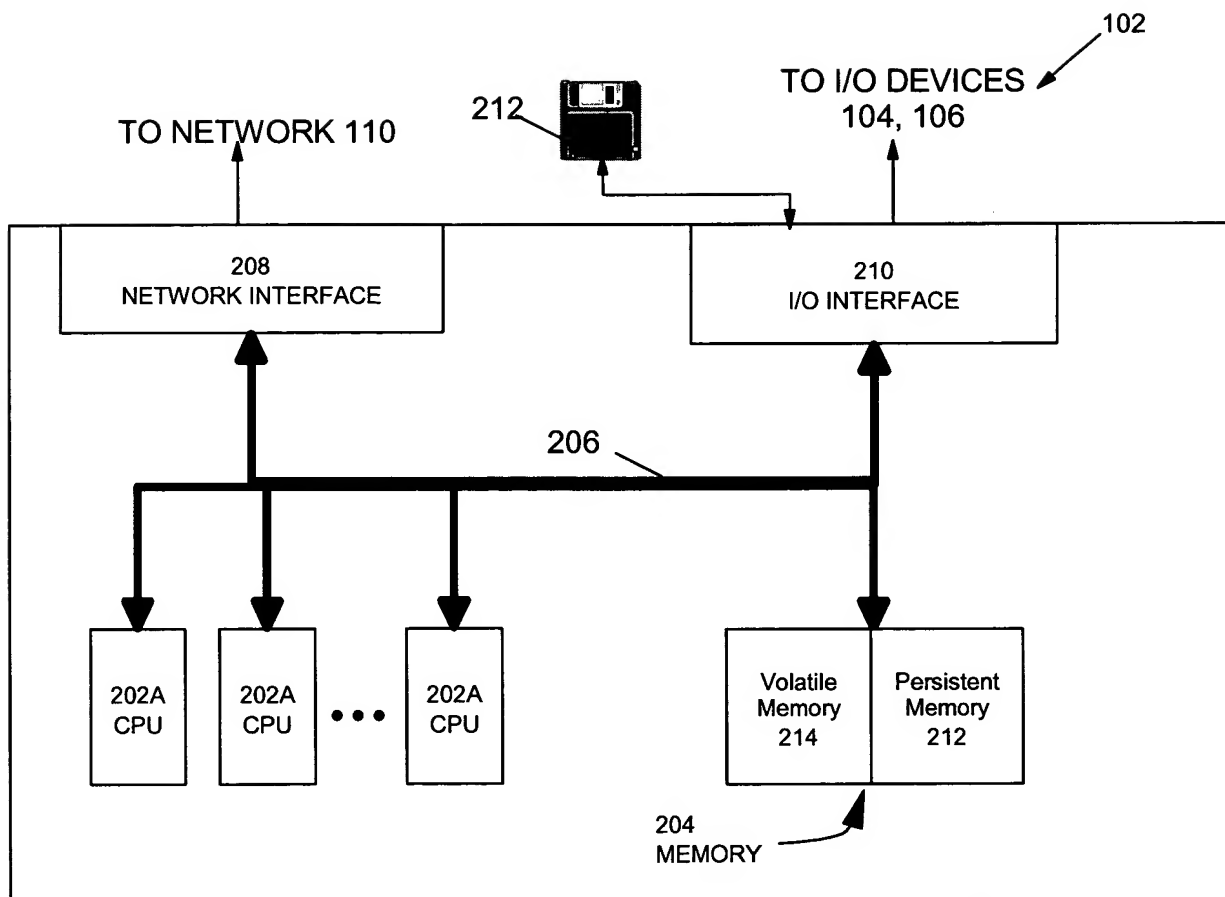 102
TO I/O DEVICES
104, 106
212
TO NETWORK 110
208
NETWORK INTERFACE
210
I/O INTERFACE
206
202A
CPU
202A
CPU
202A
CPU
Volatile
Memory
214
Persistent
Memory
212
204
MEMORY